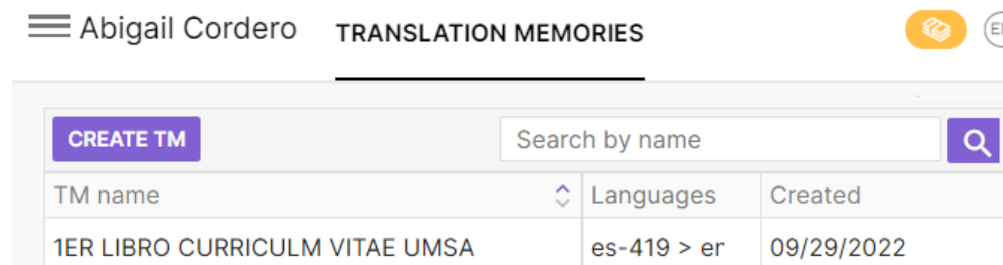 Abigail Cordero TRANSLATION MEMORIES
CREATE TM Search by name
TM name Languages Created
1ER LIBRO CURRICULM VITAE UMSA es-419 > er 09/29/2022